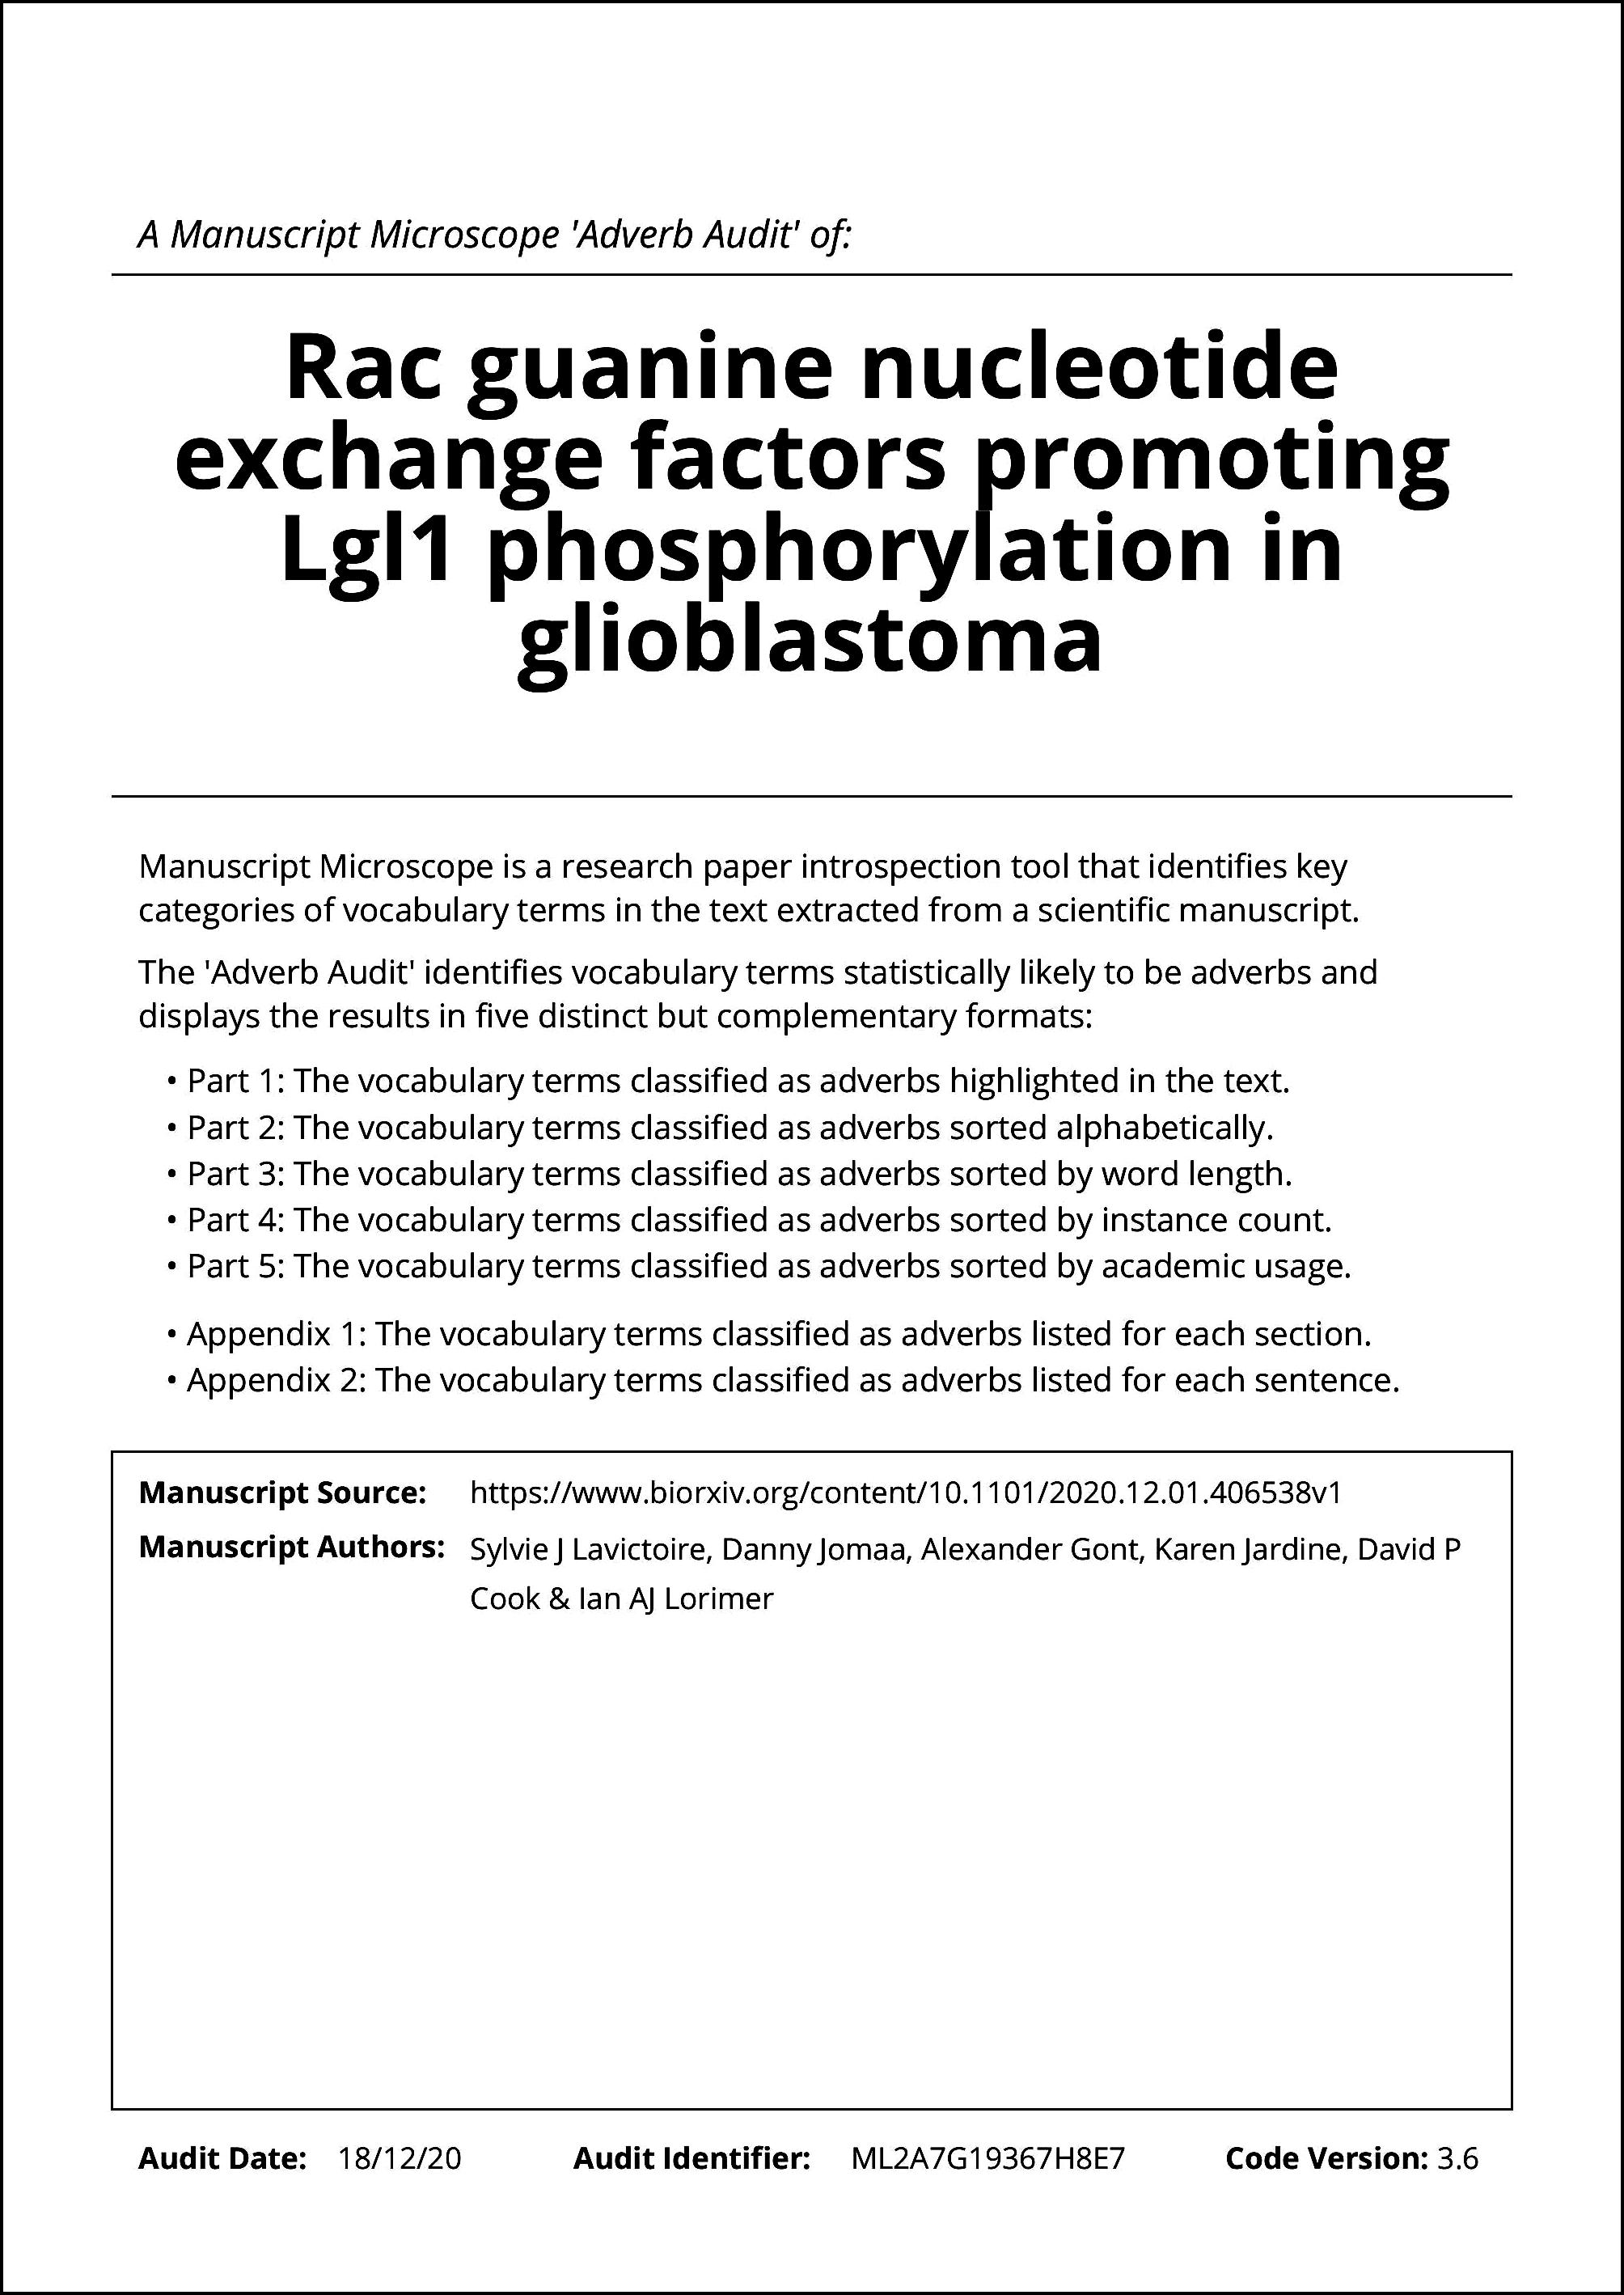 A Manuscript Microscope 'Adverb Audit' of:
Rac guanine nucleotide
exchange factors promoting
Lgl1 phosphorylation in
glioblastoma
Manuscript Microscope is a research paper introspection tool that identifies key
categories of vocabulary terms in the text extracted from a scientific manuscript.
The 'Adverb Audit' identifies vocabulary terms statistically likely to be adverbs and
displays the results in five distinct but complementary formats:
• Part 1: The vocabulary terms classified as adverbs highlighted in the text.
• Part 2: The vocabulary terms classified as adverbs sorted alphabetically.
• Part 3: The vocabulary terms classified as adverbs sorted by word length.
• Part 4: The vocabulary terms classified as adverbs sorted by instance count.
• Part 5: The vocabulary terms classified as adverbs sorted by academic usage.
• Appendix 1: The vocabulary terms classified as adverbs listed for each section.
• Appendix 2: The vocabulary terms classified as adverbs listed for each sentence.
Manuscript Source: https://www.biorxiv.org/content/10.1101/2020.12.01.406538v1
Manuscript Authors: Sylvie J Lavictoire, Danny Jomaa, Alexander Gont, Karen Jardine, David P
Cook & Ian AJ Lorimer
Audit Date: 18/12/20 Audit Identifier: ML2A7G19367H8E7 Code Version: 3.6